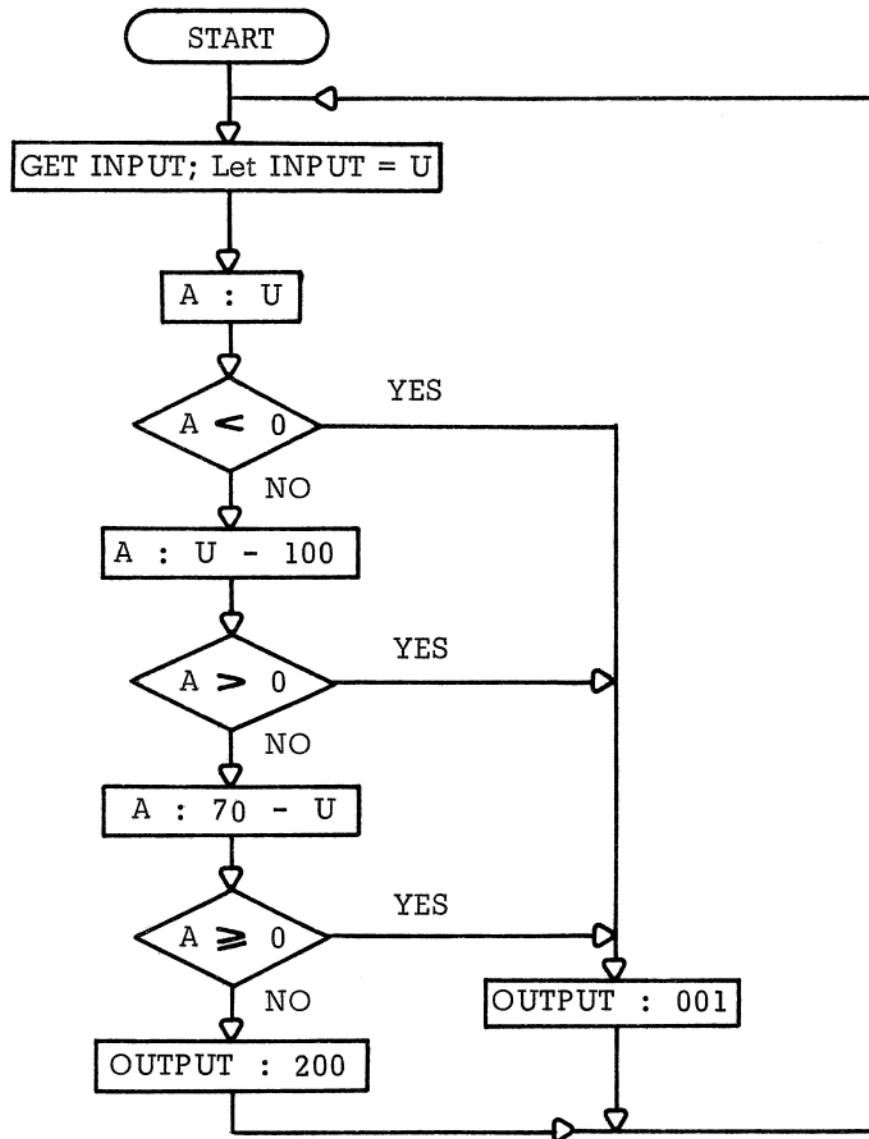 START
GET INPUT; Let INPUT = U
A : U
YES
A < 0
NO
A : U - 100
YES
A > 0
NO
A : 70 - U
YES
A ⩾ 0
NO
OUTPUT : 001
OUTPUT : 200